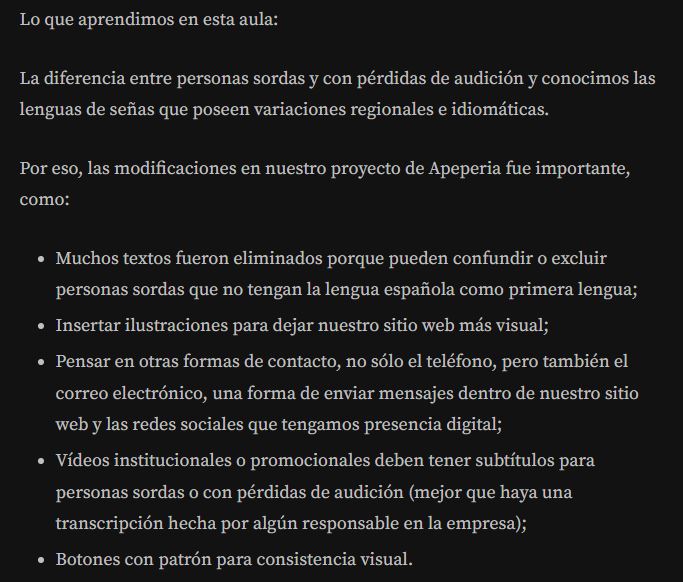 Lo que aprendimos en esta aula:
La diferencia entre personas sordas y con pérdidas de audición y conocimos las
lenguas de señas que poseen variaciones regionales e idiomáticas.
Por eso, las modificaciones en nuestro proyecto de Apeperia fue importante,
como:
• Muchos textos fueron eliminados porque pueden confundir o excluir
personas sordas que no tengan la lengua española como primera lengua;
• Insertar ilustraciones para dejar nuestro sitio web más visual;
• Pensar en otras formas de contacto, no sólo el teléfono, pero también el
correo electrónico, una forma de enviar mensajes dentro de nuestro sitio
web y las redes sociales que tengamos presencia digital;
• Vídeos institucionales o promocionales deben tener subtítulos para
personas sordas o con pérdidas de audición (mejor que haya una
transcripción hecha por algún responsable en la empresa);
• Botones con patrón para consistencia visual.